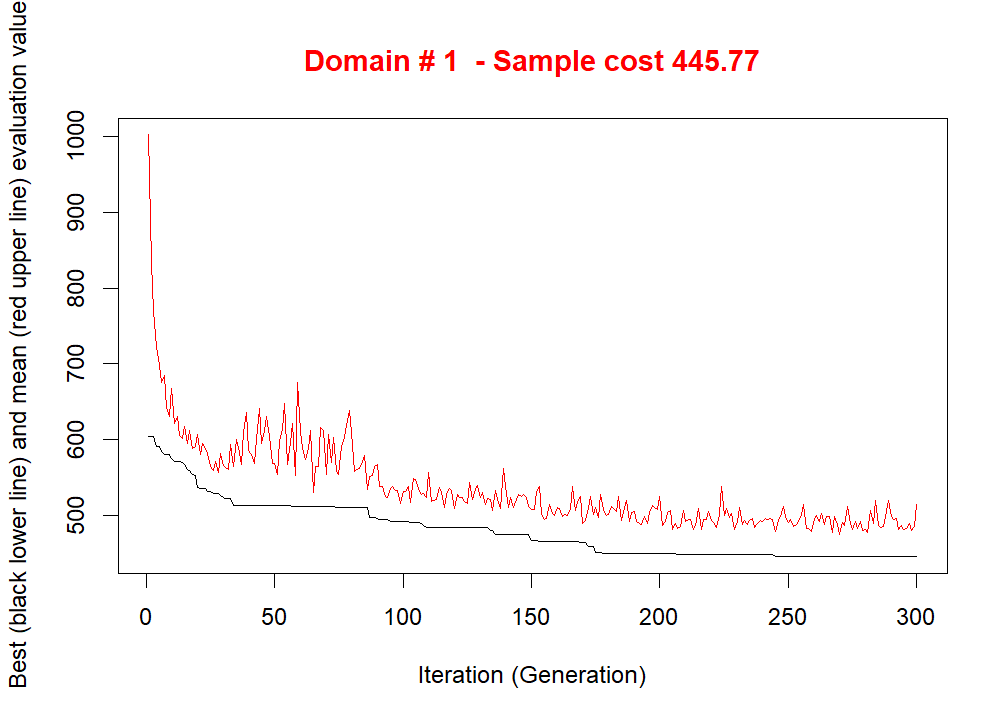 Domain # 1 - Sample cost 445.77
Best (black lower line) and mean (red upper line) evaluation value
1000
900
800
700
600
500
0 50 100 150 200 250 300
Iteration (Generation)